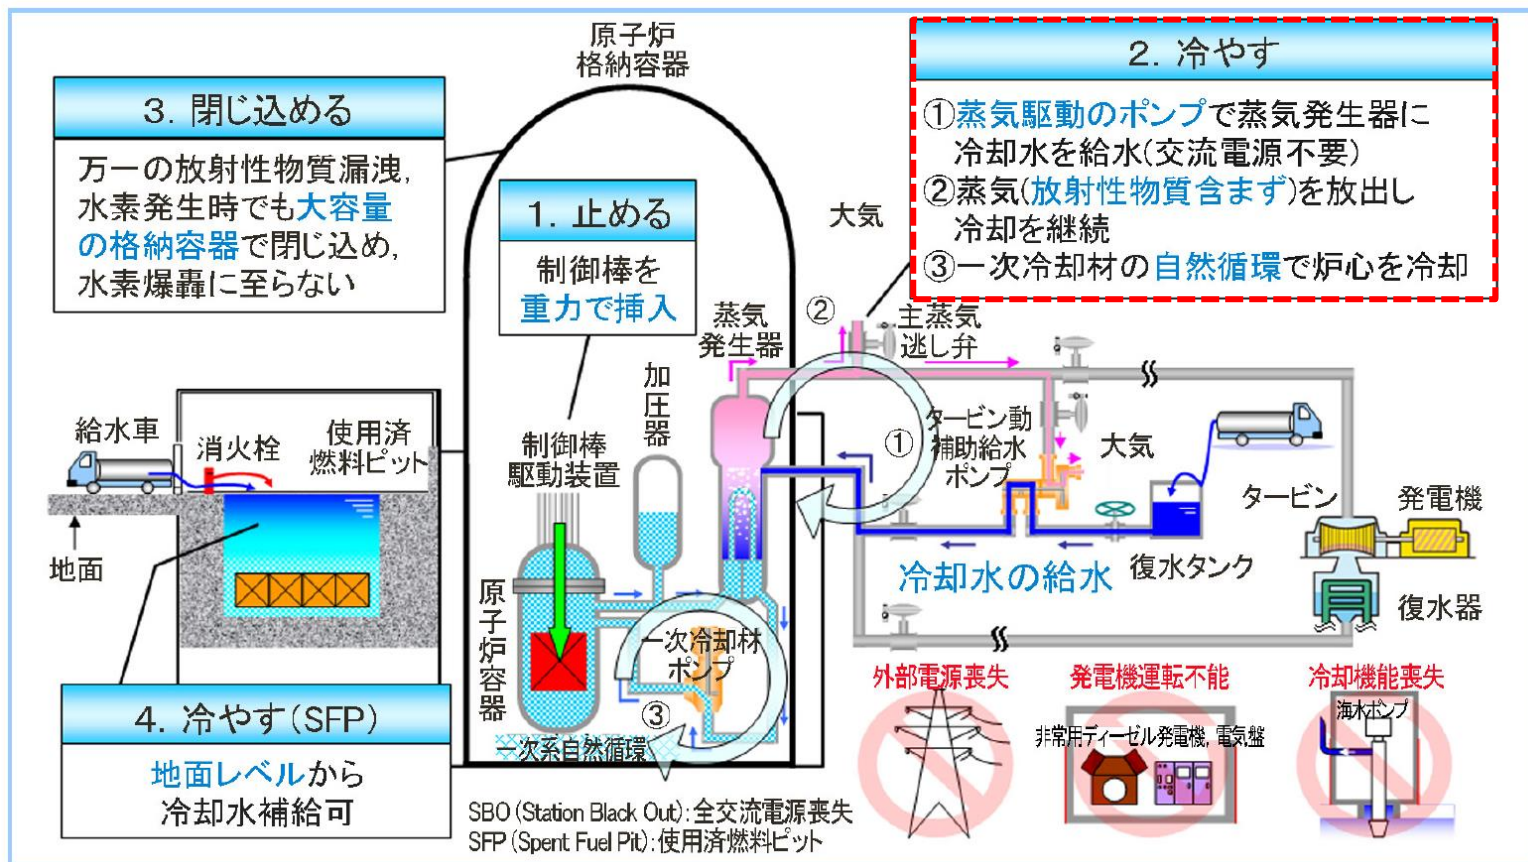 原子炉
格納容器
3. 閉じ込める
万一の放射性物質漏洩,
水素発生時でも大容量
の格納容器で閉じ込め,
水素爆轟に至らない
1. 止める
制御棒を
重力で挿入
2. 冷やす
①蒸気駆動のポンプで蒸気発生器に
冷却水を給水(交流電源不要)
②蒸気(放射性物質含まず)を放出し
冷却を継続
③一次冷却材の自然循環で炉心を冷却
大気
蒸気
発生器
②
主蒸気
逃し弁
加
圧
器
給水車
消火栓
使用済
燃料ピット
制御棒
駆動装置
①
タービン動
補助給水
ポンプ
大気
タービン
発電機
地面
冷却水の給水
復水タンク
復水器
原子炉容器
一次冷却材
ポンプ
③
一次系自然循環
4. 冷やす(SFP)
地面レベルから
冷却水補給可
外部電源喪失
発電機運転不能
冷却機能喪失
非常用ディーゼル発電機, 電気盤
海水ポンプ
SBO (Station Black Out): 全交流電源喪失
SFP (Spent Fuel Pit): 使用済燃料ピット